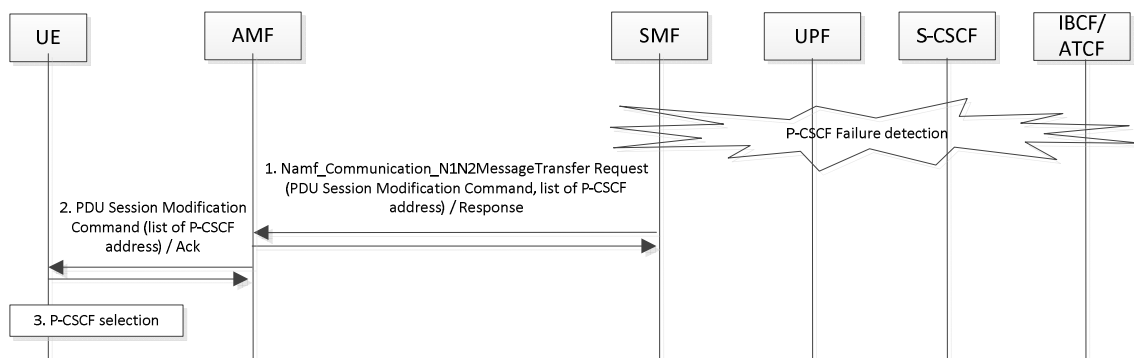 UE
AMF
SMF
UPF
S-CSCF
IBCF/
ATCF
P-CSCF Failure detection
1. Namf_Communication_N1N2MessageTransfer Request
(PDU Session Modification Command, list of P-CSCF
address) / Response
2. PDU Session Modification
Command (list of P-CSCF
address) / Ack
3. P-CSCF selection